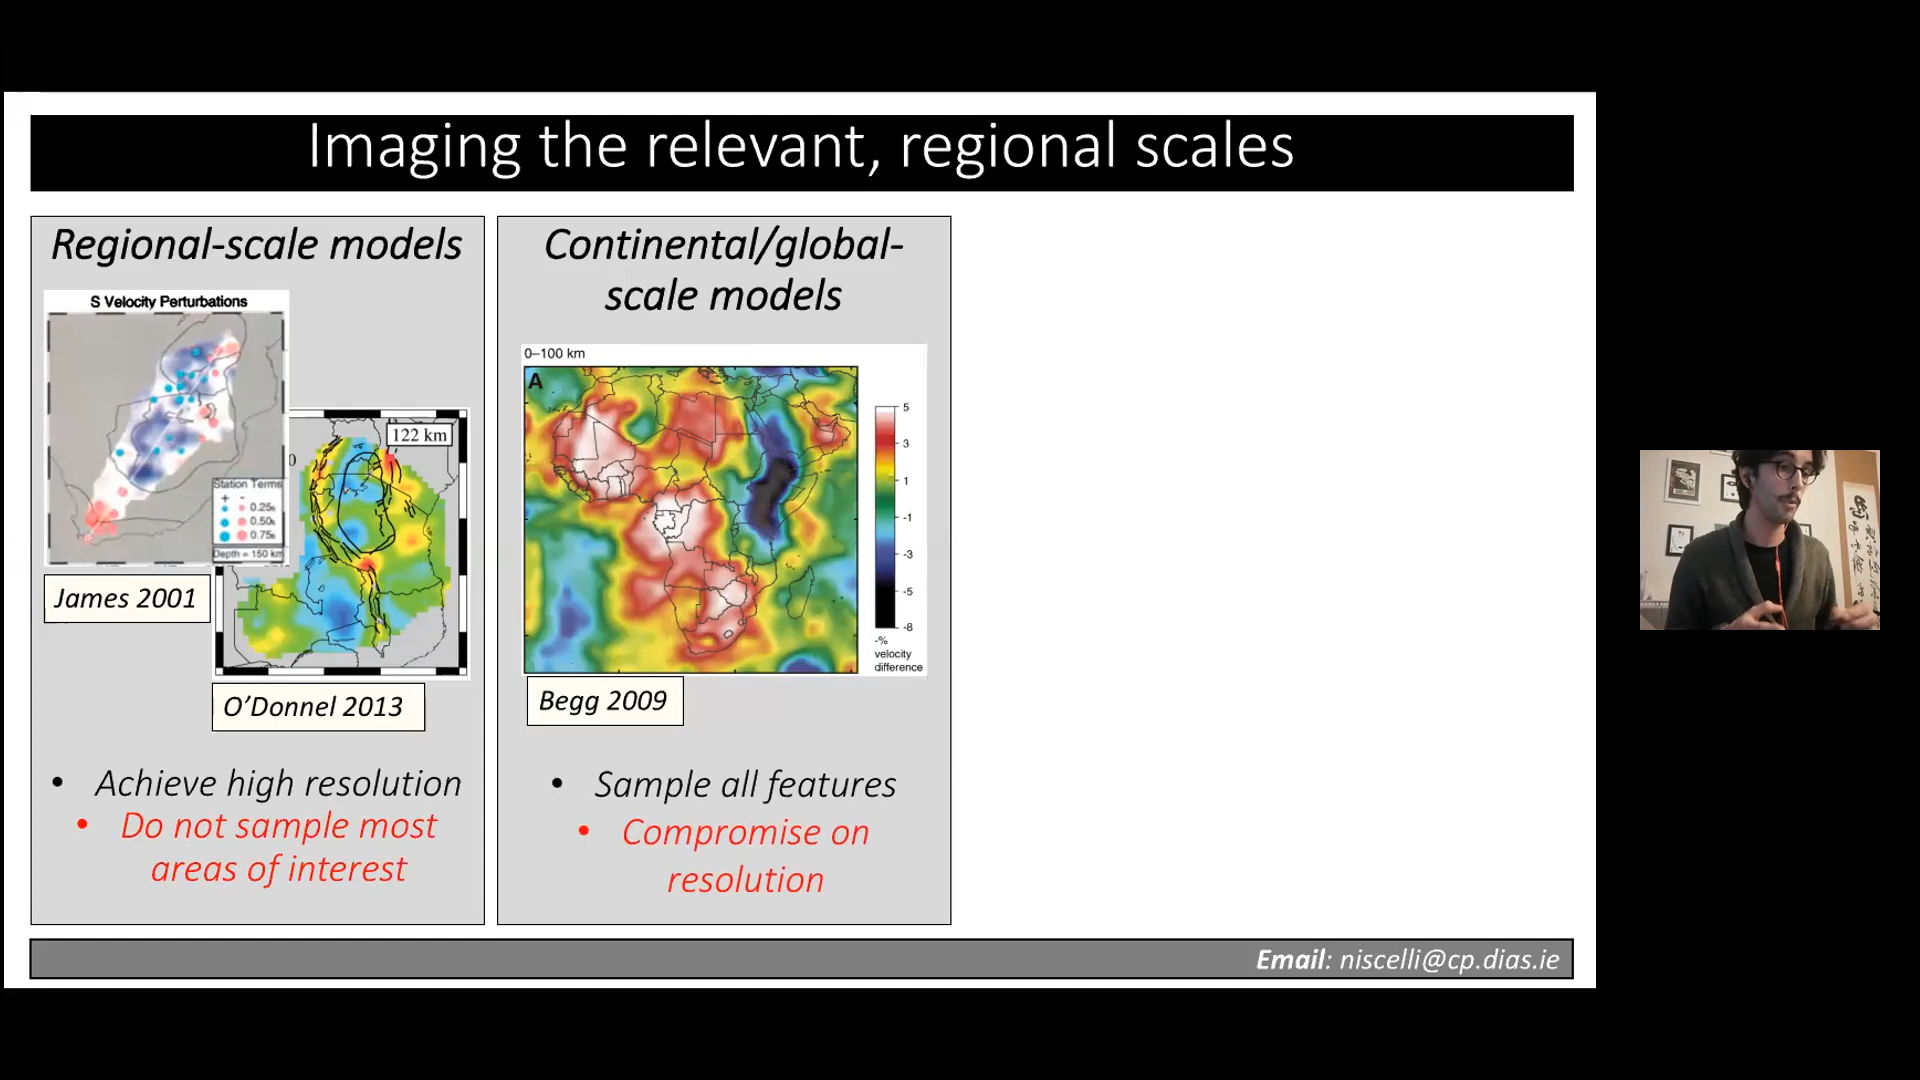 Imaging the relevant, regional scales
Regional-scale models
S Velocity Perturbations
Station Terms
+ -
0.25s
0.50s
0.75s
Depth = 150 km
James 2001
0
122 km
O’Donnel 2013
• Achieve high resolution
• Do not sample most
areas of interest
Continental/global-
scale models
0–100 km
A
5
3
1
-1
-3
-5
-8
-%
velocity
difference
Begg 2009
• Sample all features
• Compromise on
resolution
Email: niscelli@cp.dias.ie